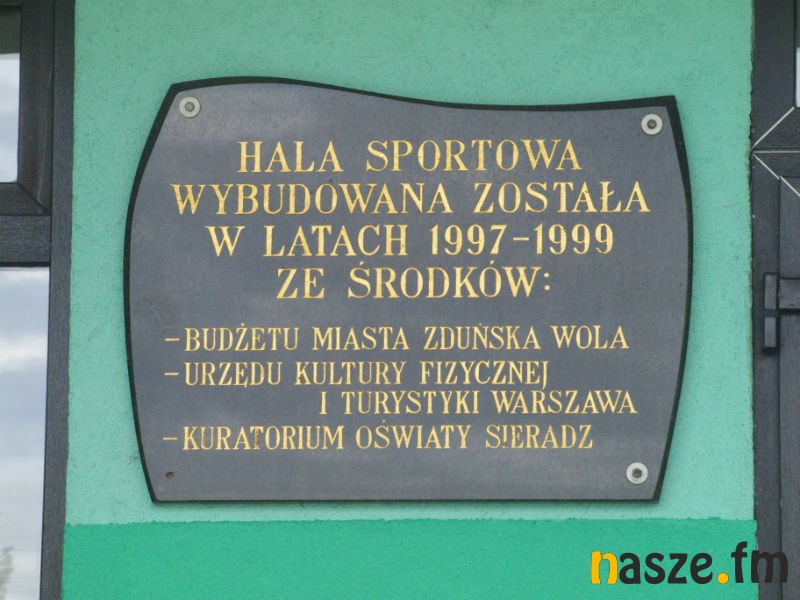 HALA SPORTOWA
WYBUDOWANA ZOSTAŁA
W LATACH 1997-1999
ZE ŚRODKÓW:
-BUDŻETU MIASTA ZDUŃSKA WOLA
-URZĘDU KULTURY FIZYCZNEJ
I TURYSTYKI WARSZAWA
-KURATORIUM OŚWIATY SIERADZ
nasze.fm